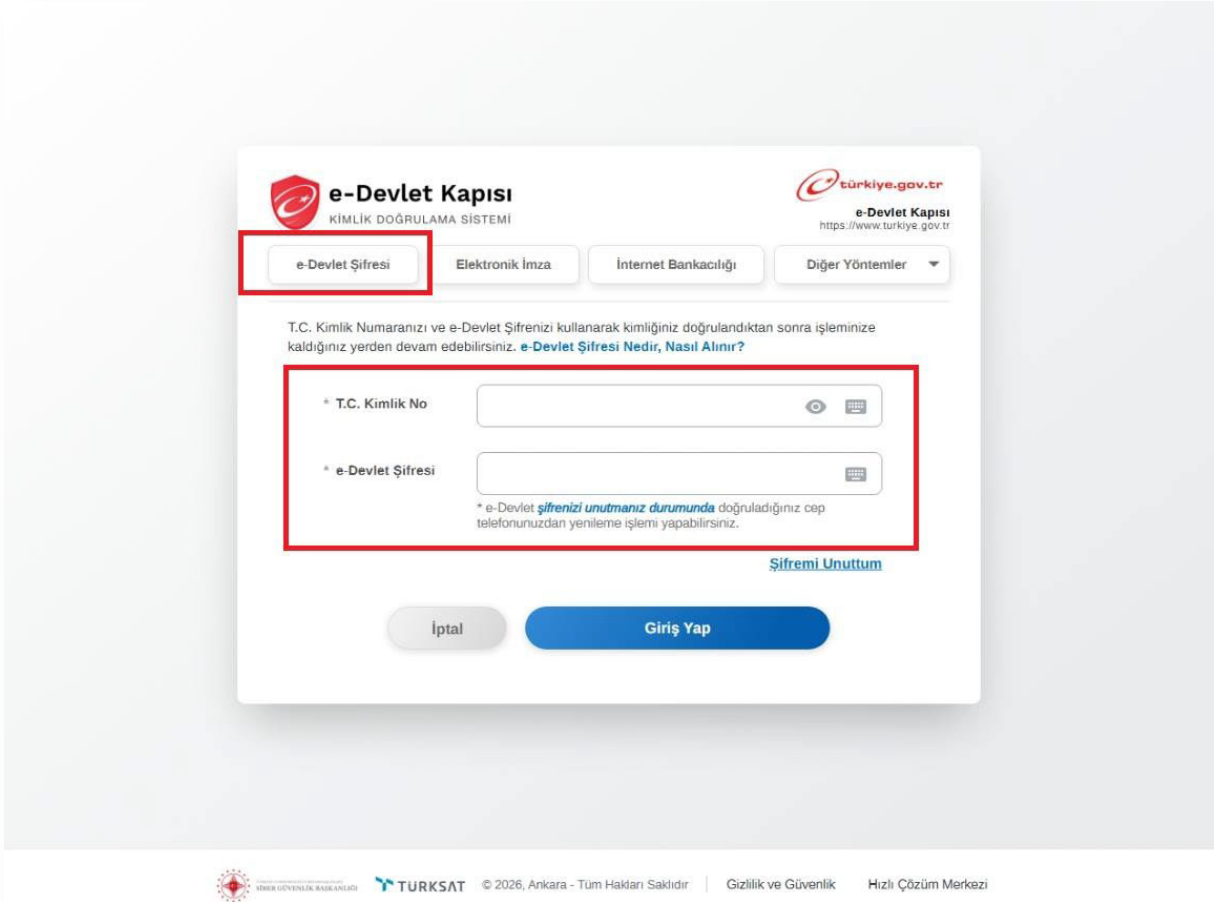 e-Devlet Kapısı
KİMLİK DOĞRULAMA SİSTEMİ
türkiye.gov.tr
e-Devlet Kapısı
https://www.turkiye.gov.tr
e-Devlet Şifresi
Elektronik İmza
İnternet Bankacılığı
Diğer Yöntemler
T.C. Kimlik Numaranızı ve e-Devlet Şifrenizi kullanarak kimliğiniz doğrulandıktan sonra işleminize
kaldığınız yerden devam edebilirsiniz. e-Devlet Şifresi Nedir, Nasıl Alınır?
* T.C. Kimlik No
* e-Devlet Şifresi
* e-Devlet şifrenizi unutmanız durumunda doğruladığınız cep
telefonunuzdan yenileme işlemi yapabilirsiniz.
Şifremi Unuttum
İptal
Giriş Yap
SİBER GÜVENLİK BAŞKANLIĞI
TÜRKSAT
© 2026, Ankara - Tüm Hakları Saklıdır
Gizlilik ve Güvenlik
Hızlı Çözüm Merkezi